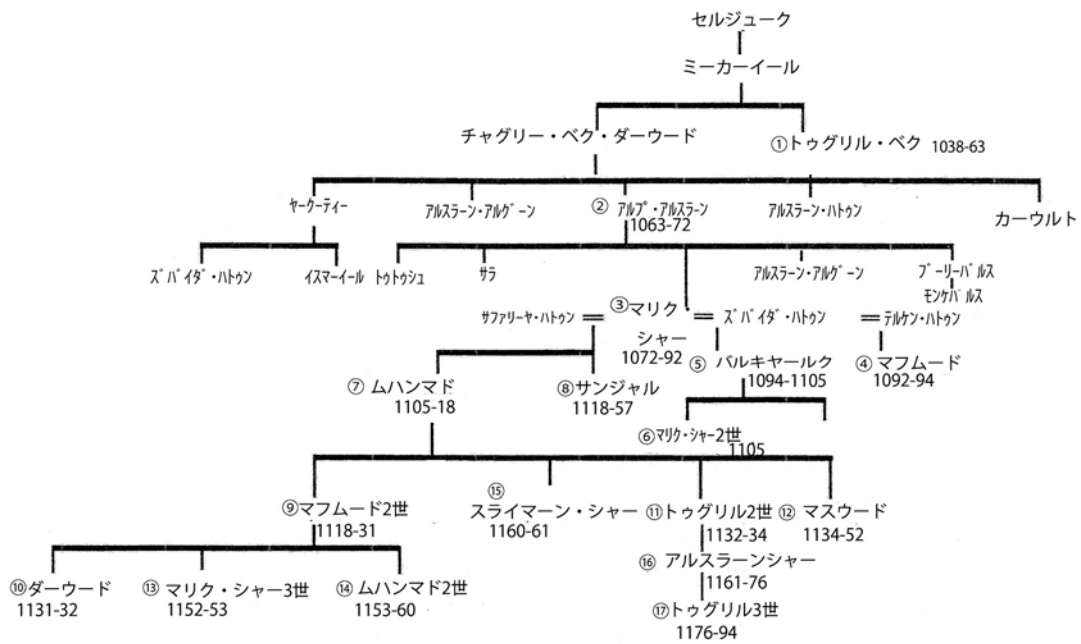 セルジューク
ミーカーイール
チャグリー・ベク・ダーウード
①トゥグリル・ベク 1038-63
ヤークーティー
アルスラーン・アルグーン
② アルプ・アルスラーン
1063-72
アルスラーン・ハトゥン
カーウルト
ズバイダ・ハトゥン
イスマーイール
トゥトゥシュ
サラ
アルスラーン・アルグーン
ブーリーバルス
モンケバルス
サファリーヤ・ハトゥン
③マリク・
シャー
1072-92
ズバイダ・ハトゥン
テルケン・ハトゥン
⑤ バルキヤールク
1094-1105
④ マフムード
1092-94
⑦ ムハンマド
1105-18
⑧サンジャル
1118-57
⑥マリク・シャー2世
1105
⑨マフムード2世
1118-31
⑮
スライマーン・シャー
1160-61
⑪トゥグリル2世
1132-34
⑫ マスウード
1134-52
⑯ アルスラーンシャー
1161-76
⑩ダーウード
1131-32
⑬ マリク・シャー3世
1152-53
⑭ ムハンマド2世
1153-60
⑰トゥグリル3世
1176-94